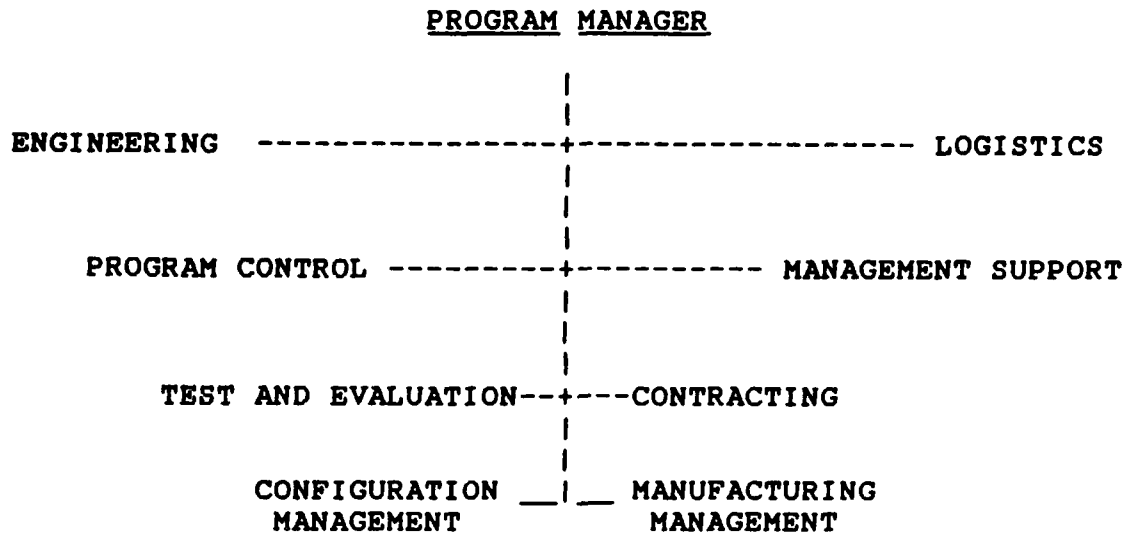 PROGRAM MANAGER
ENGINEERING LOGISTICS
PROGRAM CONTROL MANAGEMENT SUPPORT
TEST AND EVALUATION CONTRACTING
CONFIGURATION MANUFACTURING
MANAGEMENT MANAGEMENT